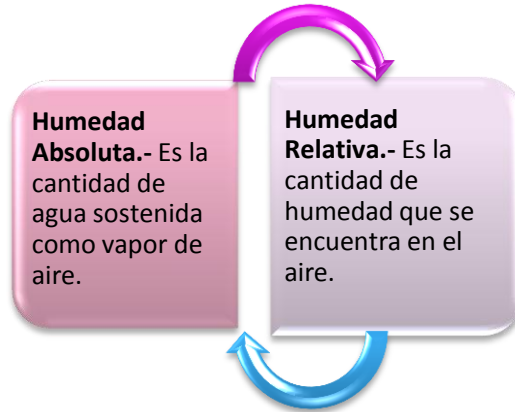 Humedad
Absoluta.- Es la
cantidad de
agua sostenida
como vapor de
aire.
Humedad
Relativa.- Es la
cantidad de
humedad que se
encuentra en el
aire.